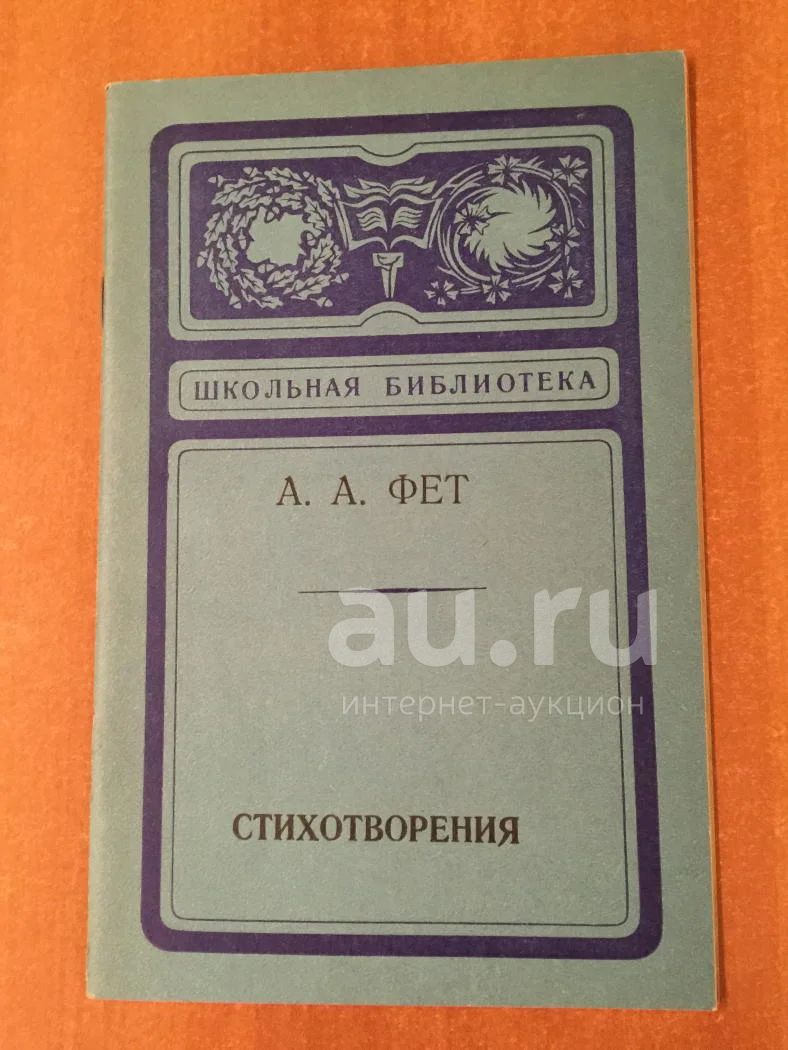 ШКОЛЬНАЯ БИБЛИОТЕКА
А. А. ФЕТ
au.ru
интернет-аукцион
СТИХОТВОРЕНИЯ